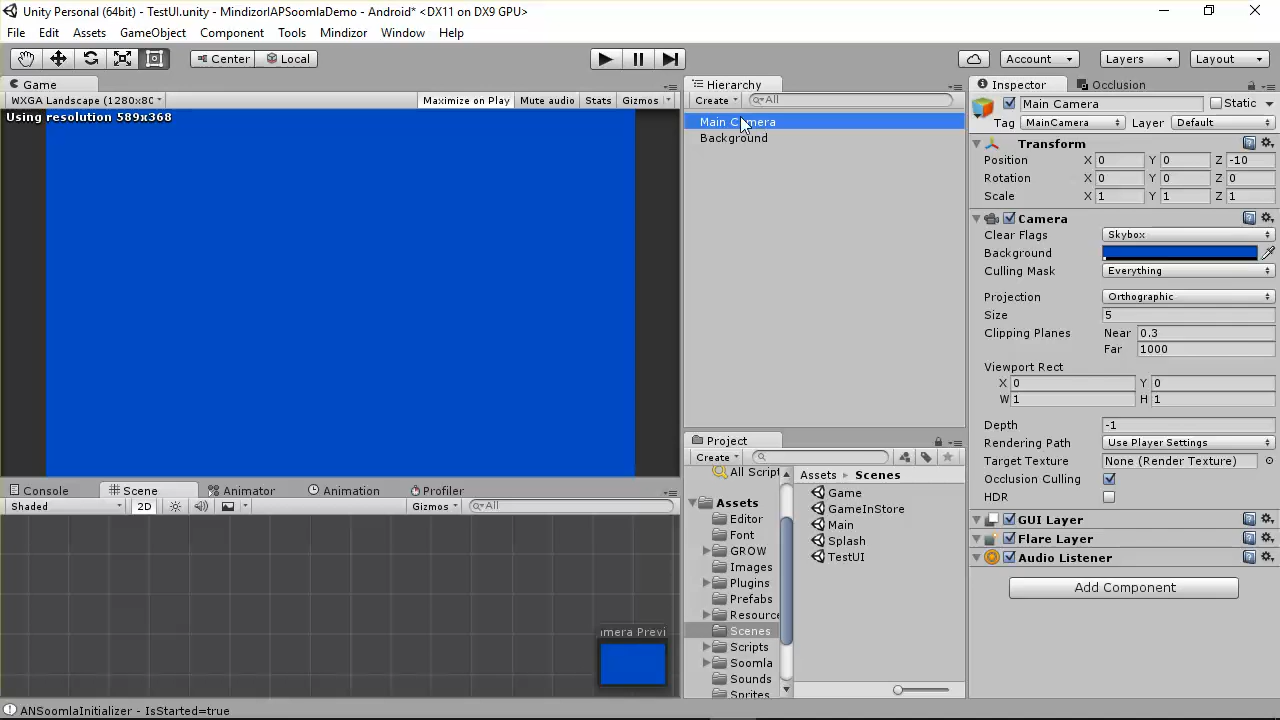 Unity Personal (64bit) - TestUI.unity - MindizorIAPSoomlaDemo - Android* <DX11 on DX9 GPU>
File Edit Assets GameObject Component Tools Mindizor Window Help
Center Local Account Layers Layout
Game
WXGA Landscape (1280x80 Maximize on Play Mute audio Stats Gizmos
Using resolution 589x368
Hierarchy
Create All
Main Camera
Background
Inspector Occlusion
Main Camera Static
Tag MainCamera Layer Default
Transform
Position X 0 Y 0 Z -10
Rotation X 0 Y 0 Z 0
Scale X 1 Y 1 Z 1
Camera
Clear Flags Skybox
Background
Culling Mask Everything
Projection Orthographic
Size 5
Clipping Planes Near 0.3
Far 1000
Viewport Rect
X 0 Y 0
W 1 H 1
Depth -1
Rendering Path Use Player Settings
Target Texture None (Render Texture)
Occlusion Culling
HDR
GUI Layer
Flare Layer
Audio Listener
Add Component
Project
Create
All Script
Assets
Editor
Font
GROW
Images
Plugins
Prefabs
Resource
Scenes
Scripts
Soomla
Sounds
Sprites
Assets Scenes
Game
GameInStore
Main
Splash
TestUI
Console Scene Animator Animation Profiler
Shaded 2D Gizmos All
amera Previ
ANSoomlaInitializer - IsStarted=true